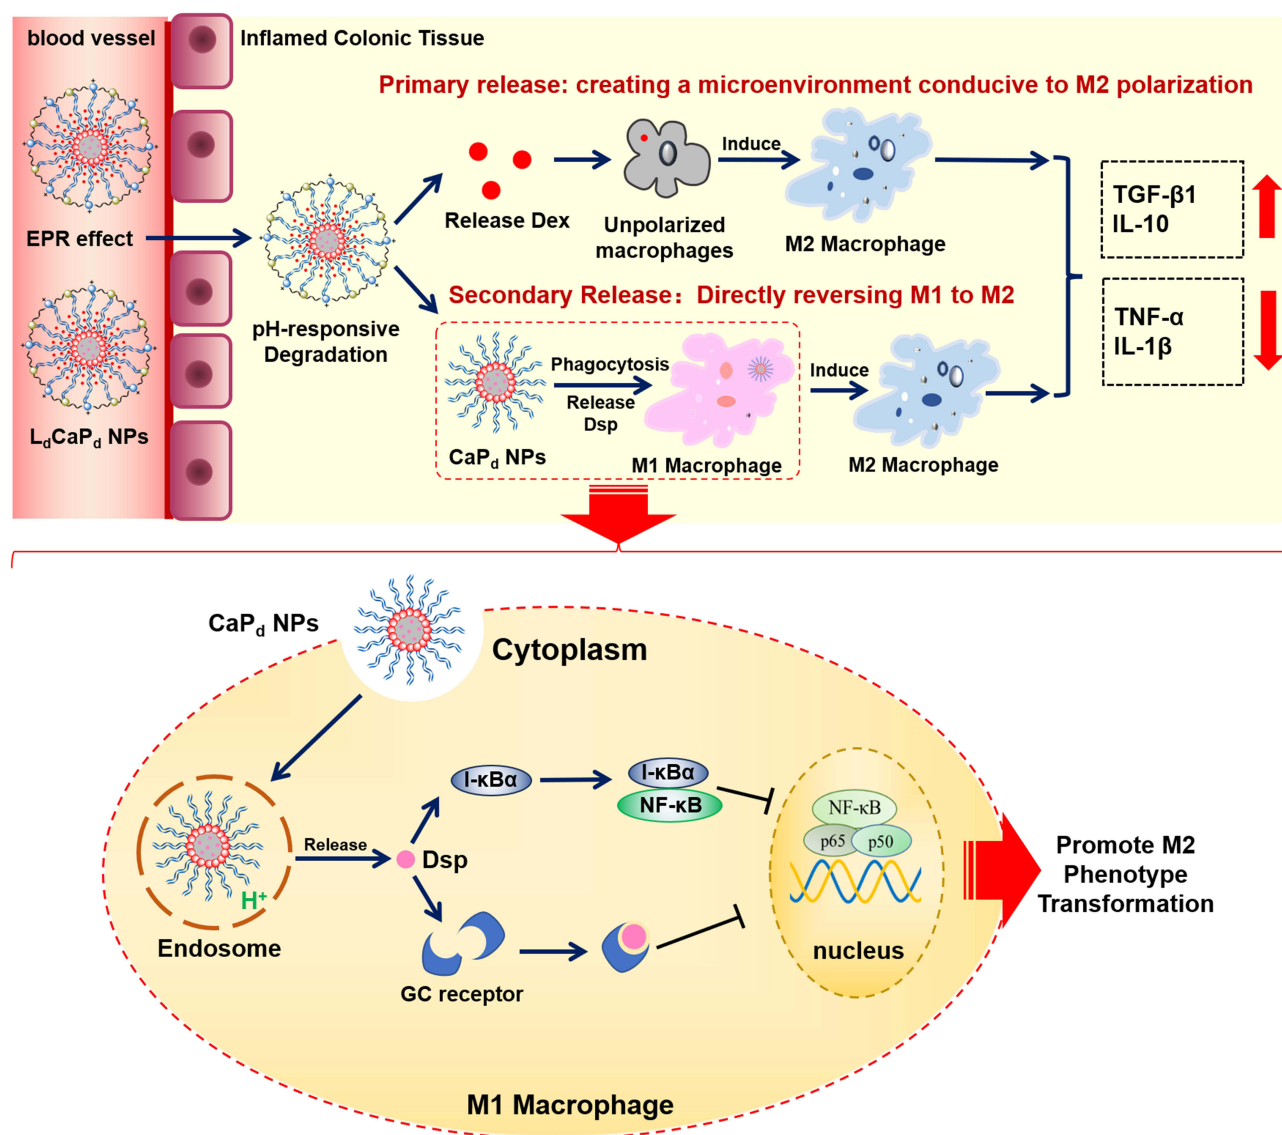 blood vessel
Inflamed Colonic Tissue
Primary release: creating a microenvironment conducive to M2 polarization
EPR effect
LdCaPd NPs
pH-responsive
Degradation
Release Dex
Unpolarized
macrophages
Induce
M2 Macrophage
Secondary Release：Directly reversing M1 to M2
CaPd NPs
Phagocytosis
Release
Dsp
M1 Macrophage
Induce
M2 Macrophage
TGF-β1
IL-10
TNF-α
IL-1β
CaPd NPs
Cytoplasm
H+
Endosome
Release
Dsp
I-κBα
I-κBα
NF-κB
GC receptor
NF-κB
p65
p50
nucleus
M1 Macrophage
Promote M2
Phenotype
Transformation